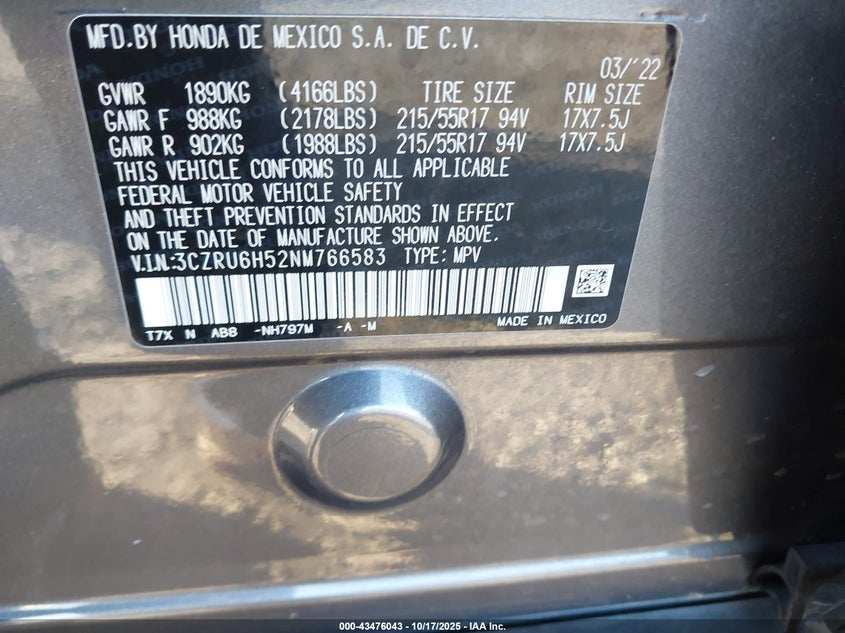 MFD.BY HONDA DE MEXICO S.A. DE C.V.
03/'22
GVWR 1890KG (4166LBS) TIRE SIZE RIM SIZE
GAWR F 988KG (2178LBS) 215/55R17 94V 17X7.5J
GAWR R 902KG (1988LBS) 215/55R17 94V 17X7.5J
THIS VEHICLE CONFORMS TO ALL APPLICABLE
FEDERAL MOTOR VEHICLE SAFETY
AND THEFT PREVENTION STANDARDS IN EFFECT
ON THE DATE OF MANUFACTURE SHOWN ABOVE.
V.I.N.:3CZRU6H52NM766583 TYPE: MPV
T7X N AB8 -NH797M -A -M MADE IN MEXICO
000-43476043 | 10/17/2025 | IAA Inc.